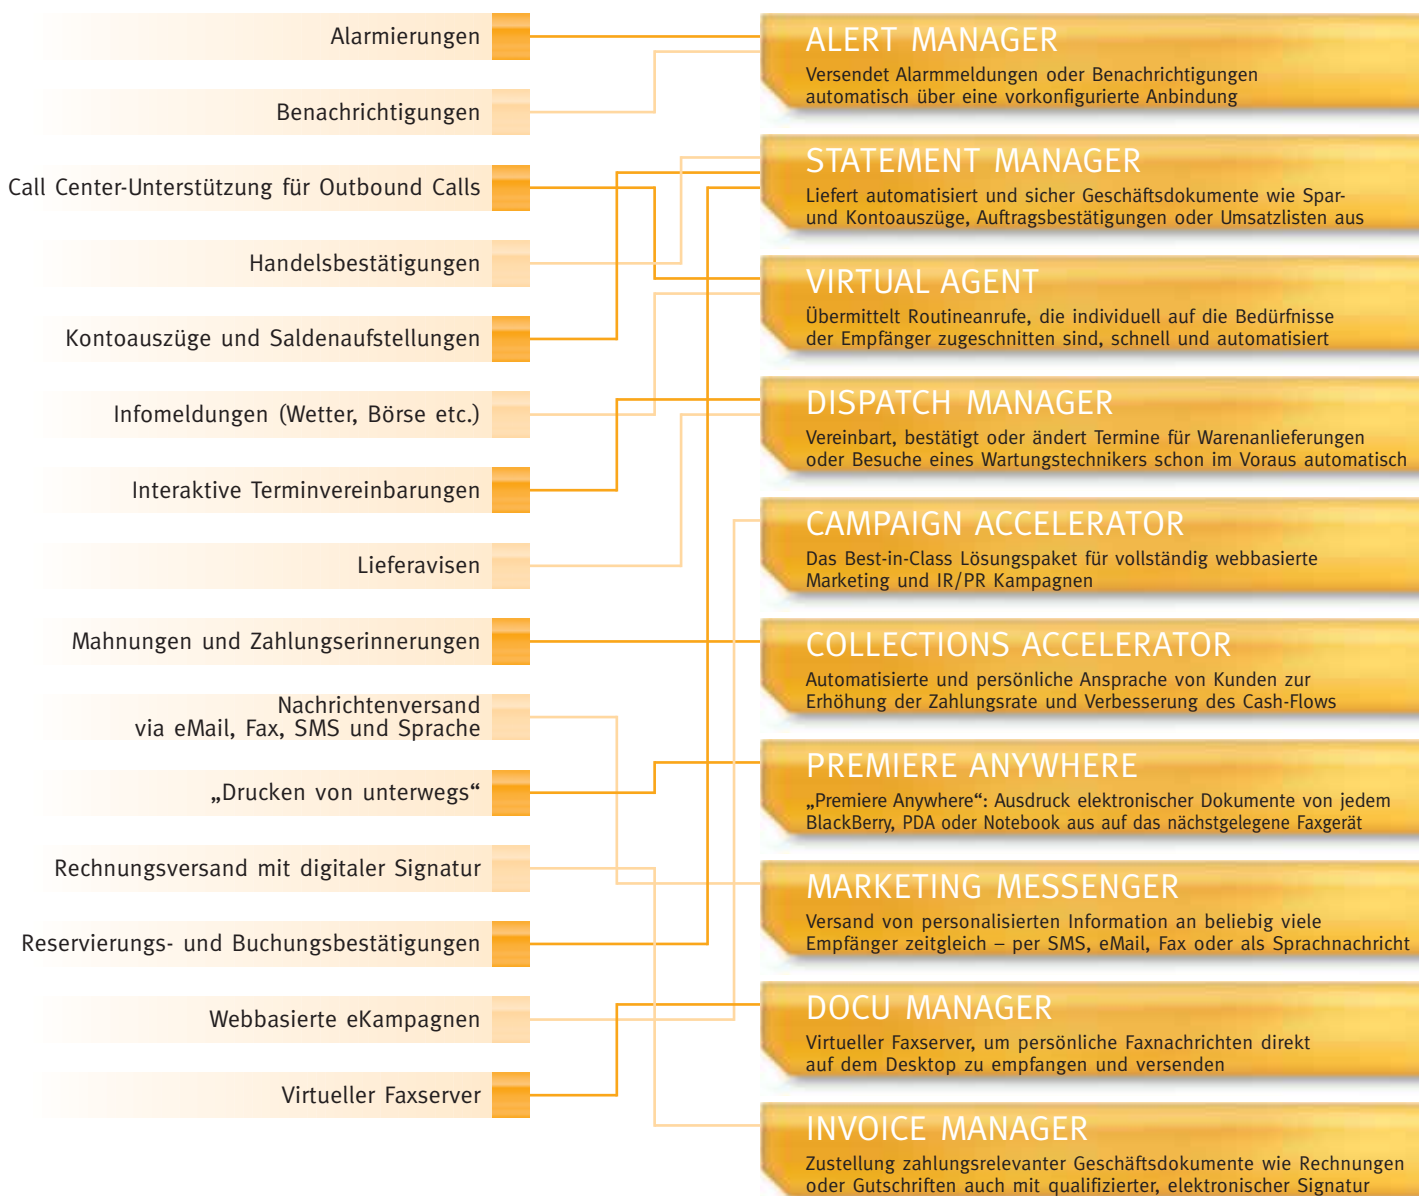 Alarmierungen
Benachrichtigungen
Call Center-Unterstützung für Outbound Calls
Handelsbestätigungen
Kontoauszüge und Saldenaufstellungen
Infomeldungen (Wetter, Börse etc.)
Interaktive Terminvereinbarungen
Lieferavisen
Mahnungen und Zahlungserinnerungen
Nachrichtenversand
via eMail, Fax, SMS und Sprache
„Drucken von unterwegs“
Rechnungsversand mit digitaler Signatur
Reservierungs- und Buchungsbestätigungen
Webbasierte eKampagnen
Virtueller Faxserver
ALERT MANAGER
Versendet Alarmmeldungen oder Benachrichtigungen
automatisch über eine vorkonfigurierte Anbindung
STATEMENT MANAGER
Liefert automatisiert und sicher Geschäftsdokumente wie Spar-
und Kontoauszüge, Auftragsbestätigungen oder Umsatzlisten aus
VIRTUAL AGENT
Übermittelt Routineanrufe, die individuell auf die Bedürfnisse
der Empfänger zugeschnitten sind, schnell und automatisiert
DISPATCH MANAGER
Vereinbart, bestätigt oder ändert Termine für Warenanlieferungen
oder Besuche eines Wartungstechnikers schon im Voraus automatisch
CAMPAIGN ACCELERATOR
Das Best-in-Class Lösungspaket für vollständig webbasierte
Marketing und IR/PR Kampagnen
COLLECTIONS ACCELERATOR
Automatisierte und persönliche Ansprache von Kunden zur
Erhöhung der Zahlungsrate und Verbesserung des Cash-Flows
PREMIERE ANYWHERE
„Premiere Anywhere“: Ausdruck elektronischer Dokumente von jedem
BlackBerry, PDA oder Notebook aus auf das nächstgelegene Faxgerät
MARKETING MESSENGER
Versand von personalisierten Information an beliebig viele
Empfänger zeitgleich – per SMS, eMail, Fax oder als Sprachnachricht
DOCU MANAGER
Virtueller Faxserver, um persönliche Faxnachrichten direkt
auf dem Desktop zu empfangen und versenden
INVOICE MANAGER
Zustellung zahlungsrelevanter Geschäftsdokumente wie Rechnungen
oder Gutschriften auch mit qualifizierter, elektronischer Signatur